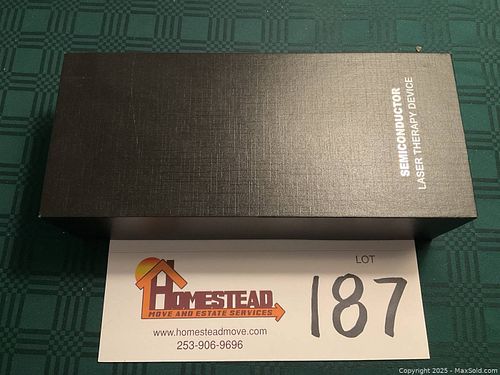 SEMICONDUCTOR
LASER THERAPY DEVICE
LOT
187
HOMESTEAD
MOVE AND ESTATE SERVICES
www.homesteadmove.com
253-906-9696
Copyright 2025 - MaxSold.com